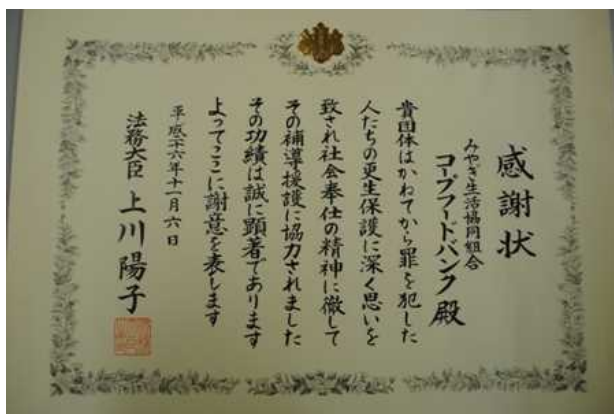 感謝状
みやぎ生活協同組合
コープフードバンク殿
貴団体はかねてから罪を犯した
人たちの更生保護に深く思いを
致され社会奉仕の精神に徹して
その補導援護に協力されました
その功績は誠に顕著であります
よってここに謝意を表します
平成二六年十一月六日
法務大臣 上川陽子